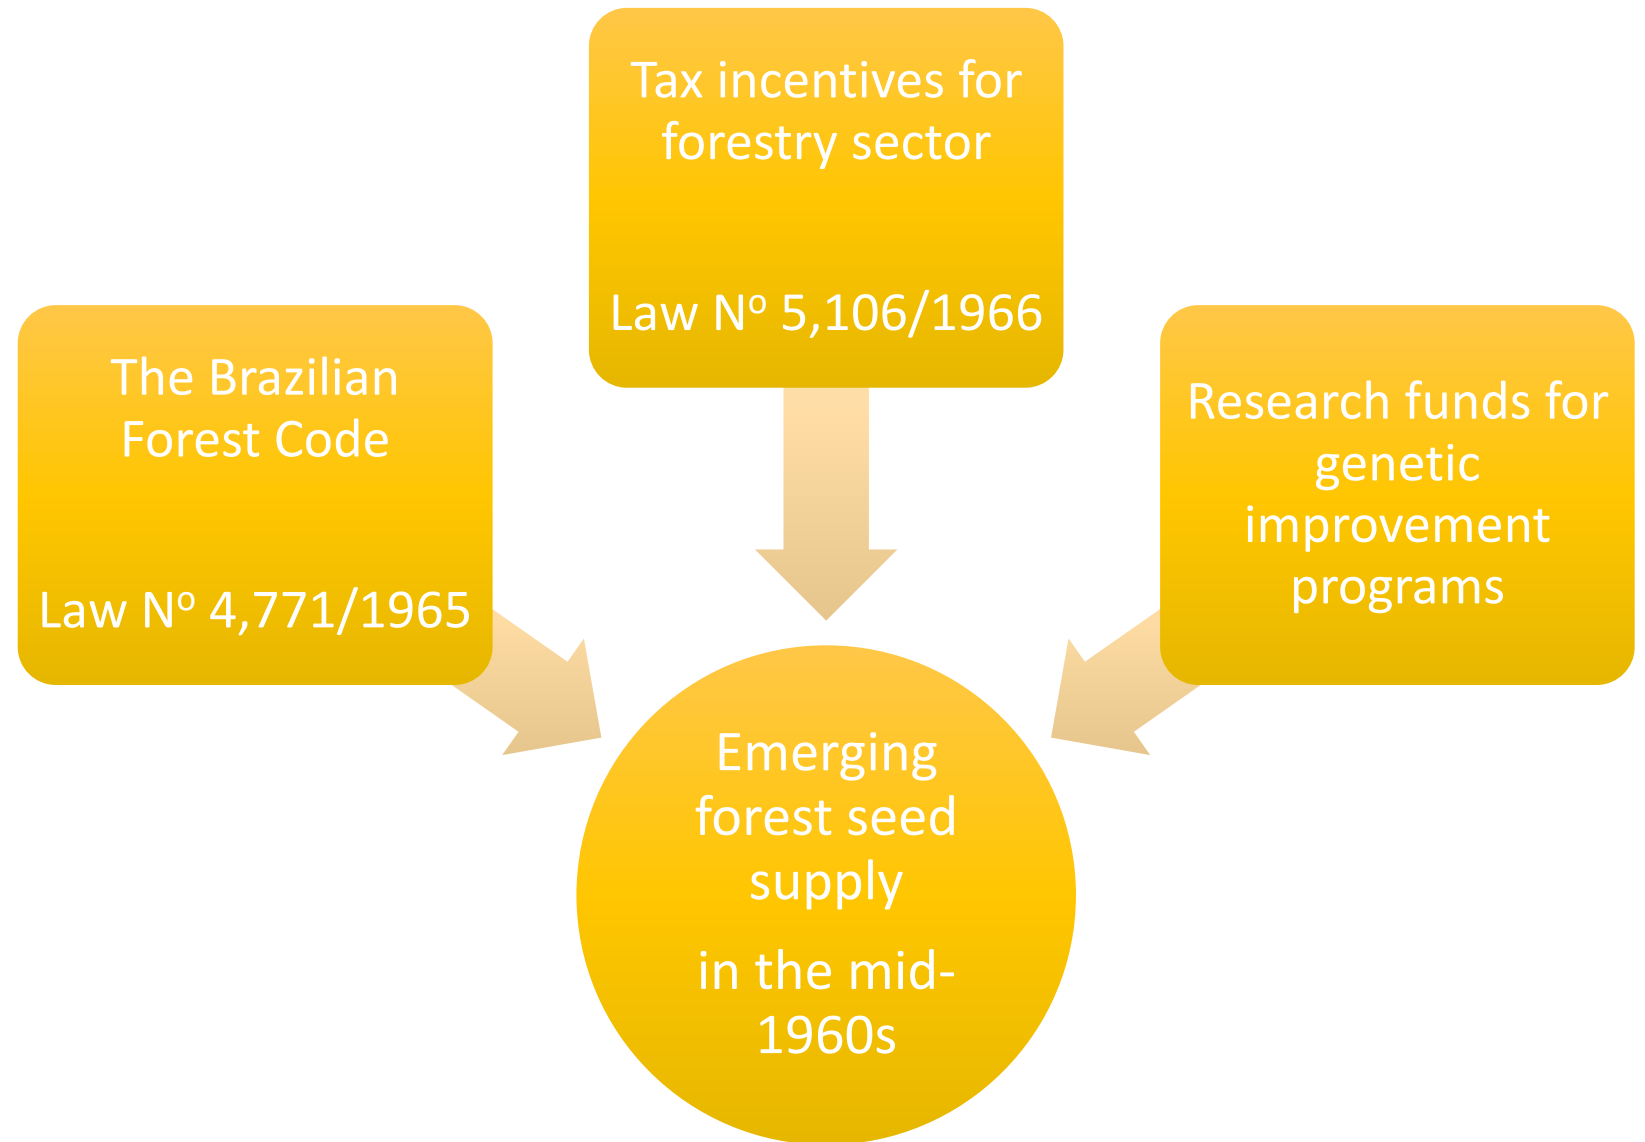 Tax incentives for
forestry sector
Law Nº 5,106/1966
The Brazilian
Forest Code
Law Nº 4,771/1965
Research funds for
genetic
improvement
programs
Emerging
forest seed
supply
in the mid-
1960s